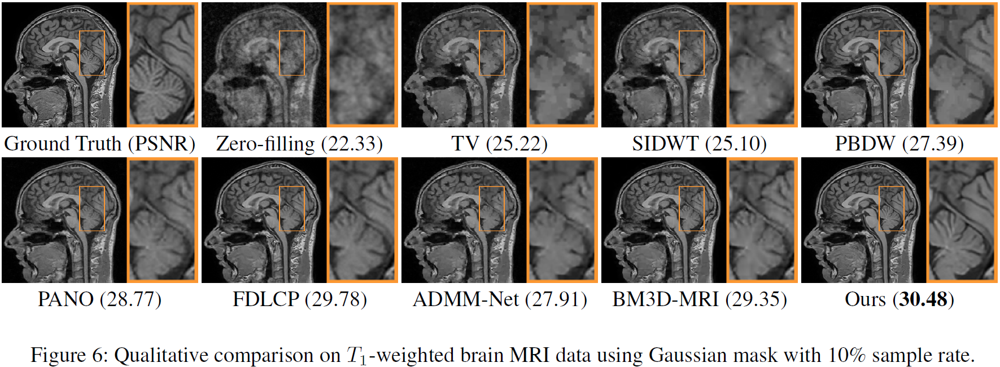 Ground Truth (PSNR) Zero-filling (22.33) TV (25.22) SIDWT (25.10) PBDW (27.39)
PANO (28.77) FDLCP (29.78) ADMM-Net (27.91) BM3D-MRI (29.35) Ours (30.48)
Figure 6: Qualitative comparison on T₁-weighted brain MRI data using Gaussian mask with 10% sample rate.